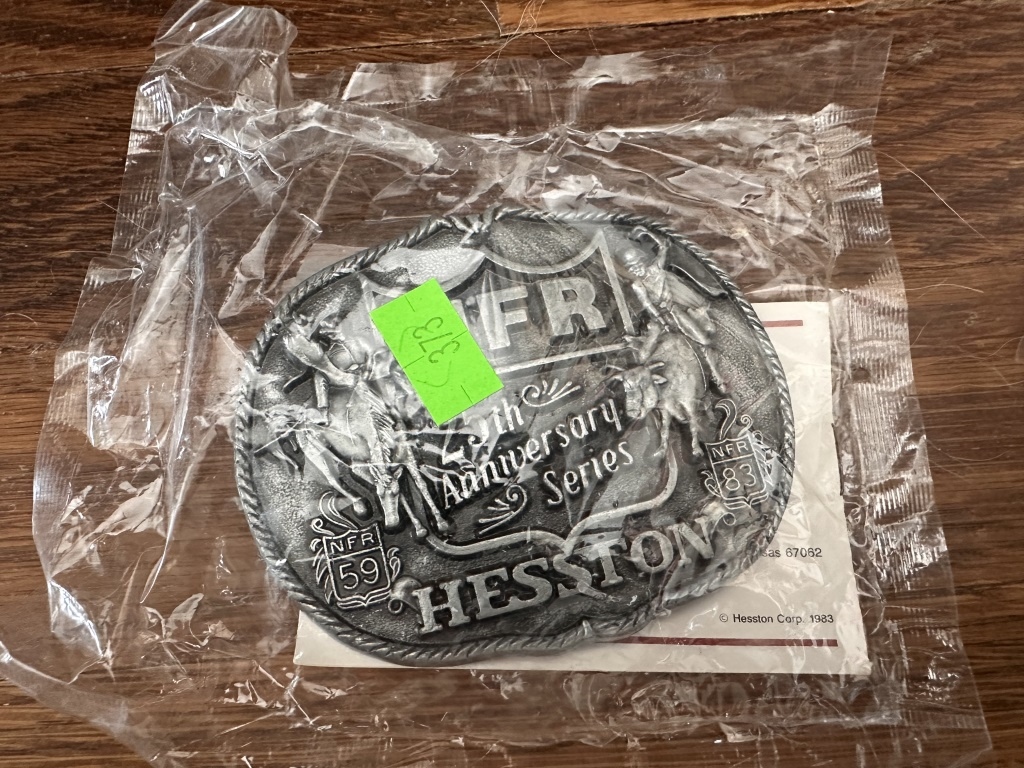 NFR
<373
25th
Anniversary
Series
NFR
83
NFR
59
HESSTON
sas 67062
© Hesston Corp. 1983